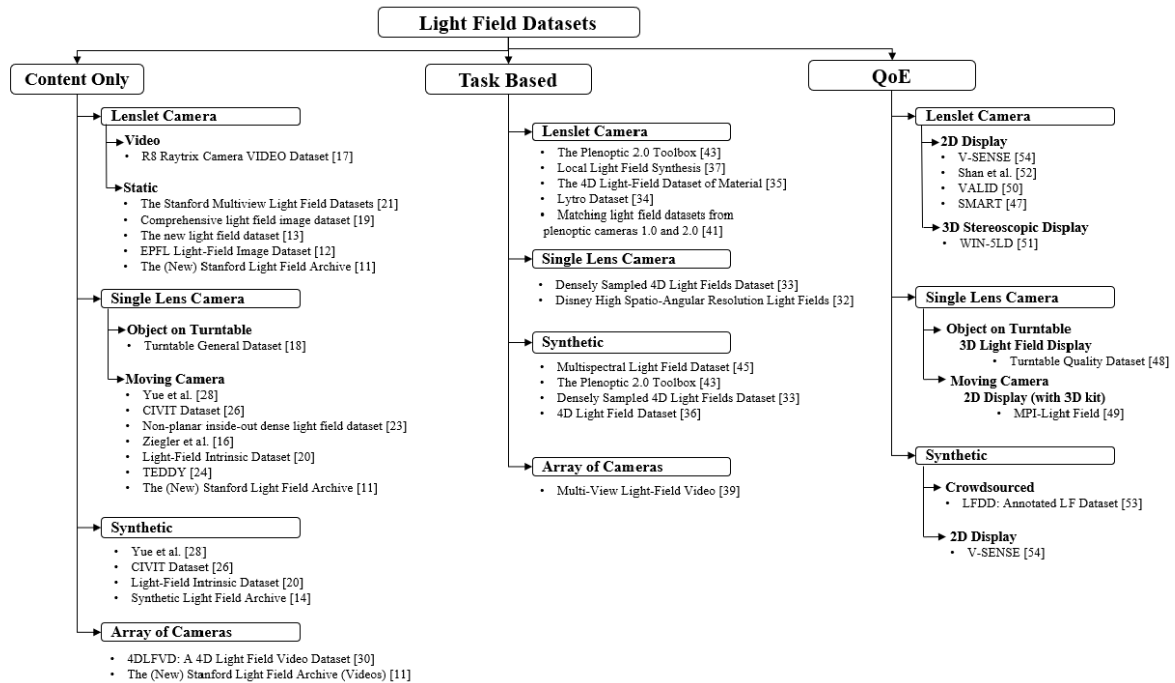 Light Field Datasets
Content Only
Lenslet Camera
Video
• R8 Raytrix Camera VIDEO Dataset [17]
Static
• The Stanford Multiview Light Field Datasets [21]
• Comprehensive light field image dataset [19]
• The new light field dataset [13]
• EPFL Light-Field Image Dataset [12]
• The (New) Stanford Light Field Archive [11]
Single Lens Camera
Object on Turntable
• Turntable General Dataset [18]
Moving Camera
• Yue et al. [28]
• CIVIT Dataset [26]
• Non-planar inside-out dense light field dataset [23]
• Ziegler et al. [16]
• Light-Field Intrinsic Dataset [20]
• TEDDY [24]
• The (New) Stanford Light Field Archive [11]
Synthetic
• Yue et al. [28]
• CIVIT Dataset [26]
• Light-Field Intrinsic Dataset [20]
• Synthetic Light Field Archive [14]
Array of Cameras
• 4DLFVD: A 4D Light Field Video Dataset [30]
• The (New) Stanford Light Field Archive (Videos) [11]
Task Based
Lenslet Camera
• The Plenoptic 2.0 Toolbox [43]
• Local Light Field Synthesis [37]
• The 4D Light-Field Dataset of Material [35]
• Lytro Dataset [34]
• Matching light field datasets from
plenoptic cameras 1.0 and 2.0 [41]
Single Lens Camera
• Densely Sampled 4D Light Fields Dataset [33]
• Disney High Spatio-Angular Resolution Light Fields [32]
Synthetic
• Multispectral Light Field Dataset [45]
• The Plenoptic 2.0 Toolbox [43]
• Densely Sampled 4D Light Fields Dataset [33]
• 4D Light Field Dataset [36]
Array of Cameras
• Multi-View Light-Field Video [39]
QoE
Lenslet Camera
2D Display
• V-SENSE [54]
• Shan et al. [52]
• VALID [50]
• SMART [47]
3D Stereoscopic Display
• WIN-5LD [51]
Single Lens Camera
Object on Turntable
3D Light Field Display
• Turntable Quality Dataset [48]
Moving Camera
2D Display (with 3D kit)
• MPI-Light Field [49]
Synthetic
Crowdsourced
• LFDD: Annotated LF Dataset [53]
2D Display
• V-SENSE [54]